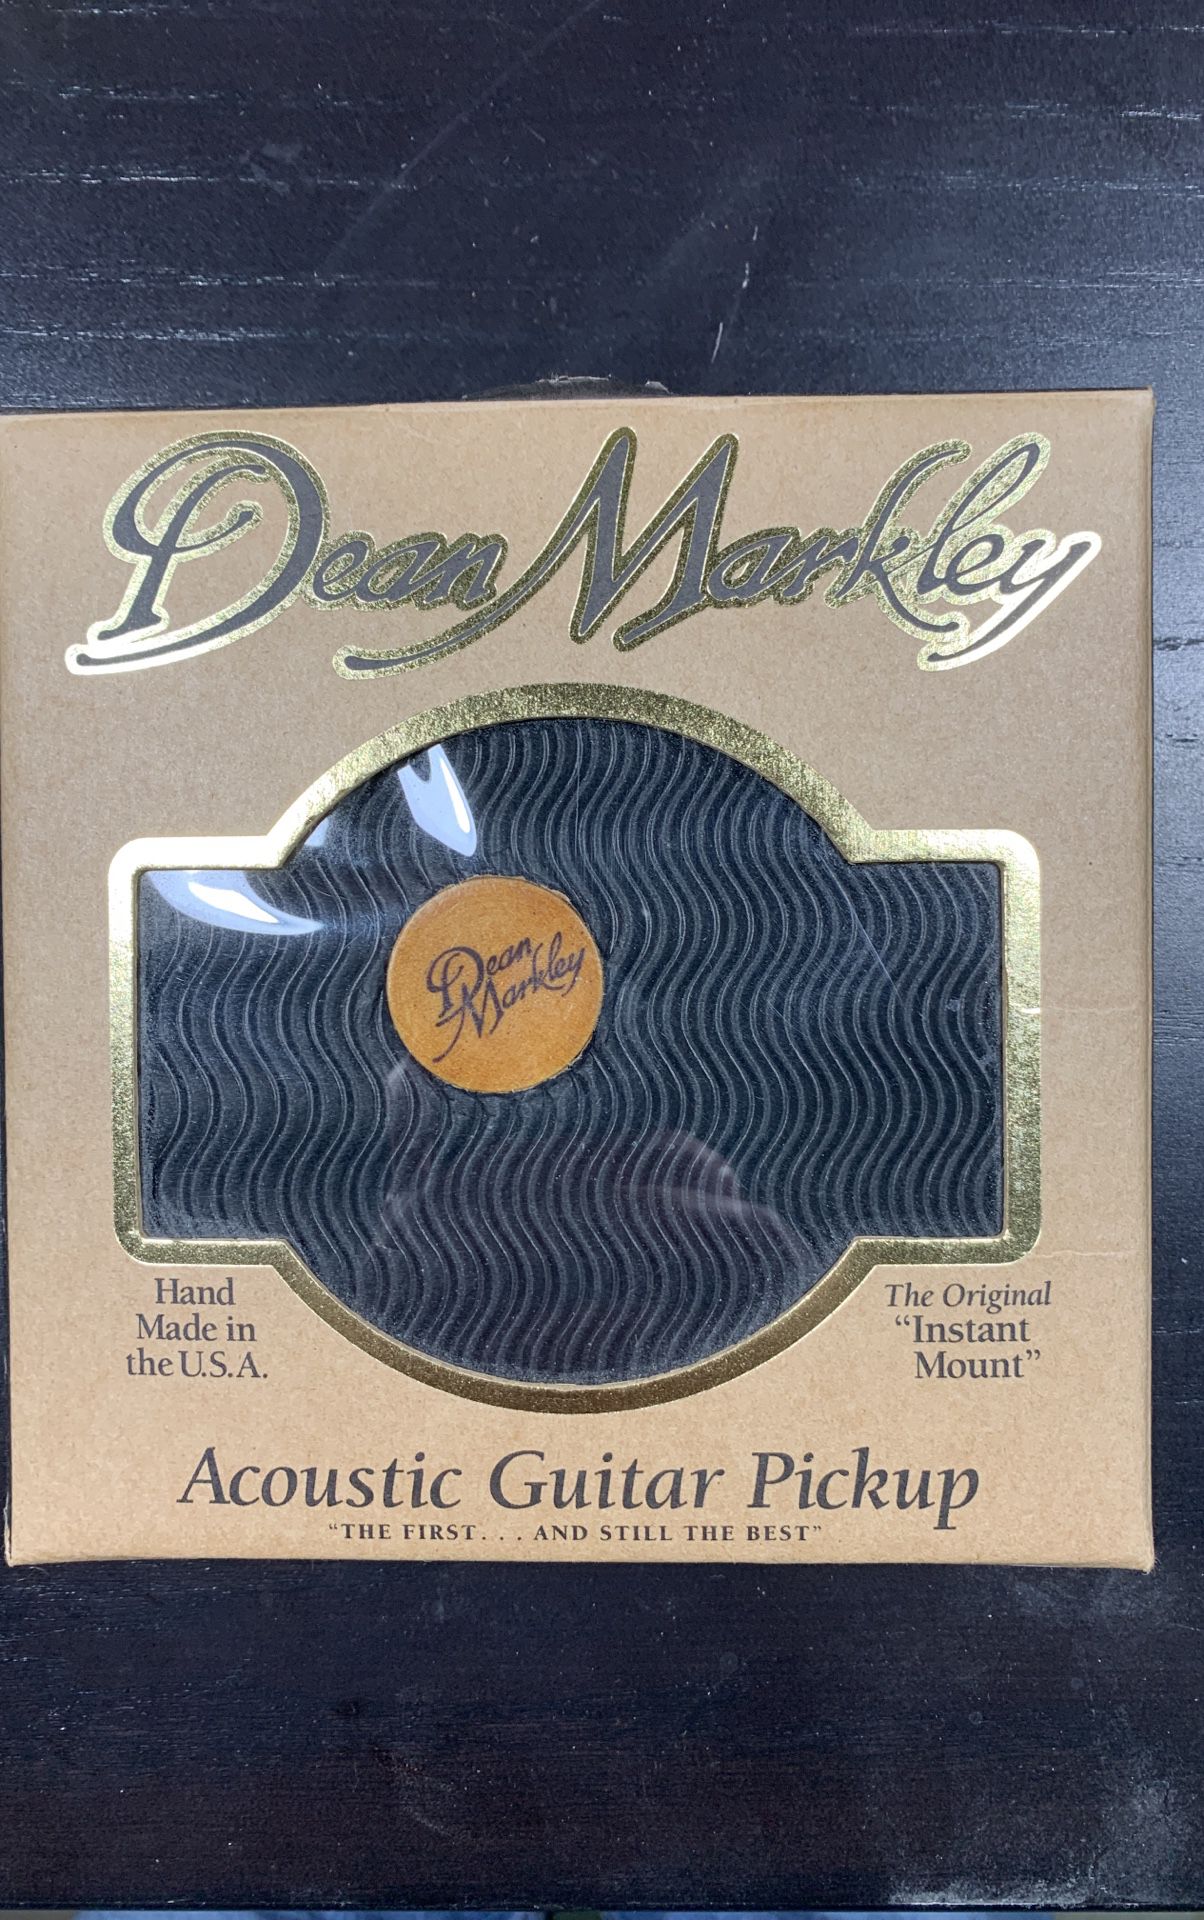 Dean Markley
Dean
Markley
Hand
Made in
the U.S.A.
The Original
“Instant
Mount”
Acoustic Guitar Pickup
“THE FIRST. . . AND STILL THE BEST”